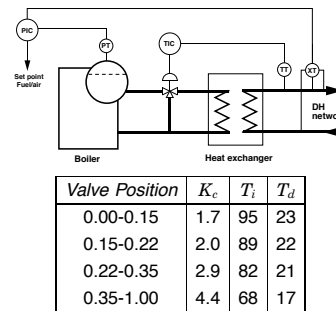 PIC
PT
TIC
TT
XT
Set point
Fuel/air
DH
netwo
Boiler
Heat exchanger
Valve Position K_c T_i T_d
0.00-0.15 1.7 95 23
0.15-0.22 2.0 89 22
0.22-0.35 2.9 82 21
0.35-1.00 4.4 68 17